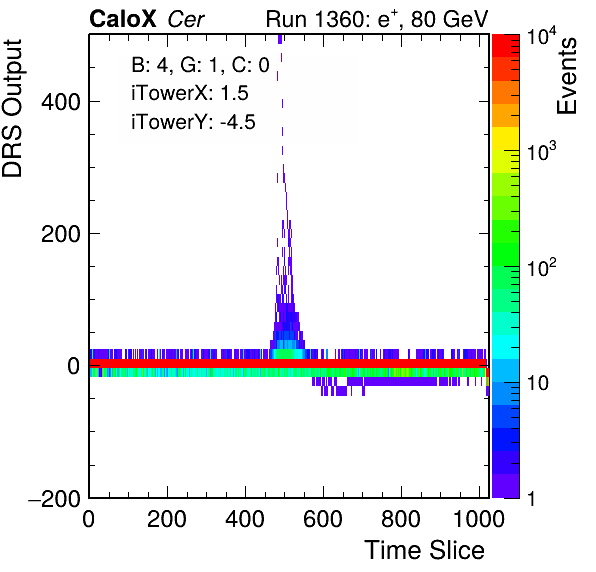 CaloX Cer Run 1360: e⁺, 80 GeV
B: 4, G: 1, C: 0
iTowerX: 1.5
iTowerY: -4.5
DRS Output
400
200
0
−200
0 200 400 600 800 1000
Time Slice
Events
10⁴
10³
10²
10
1